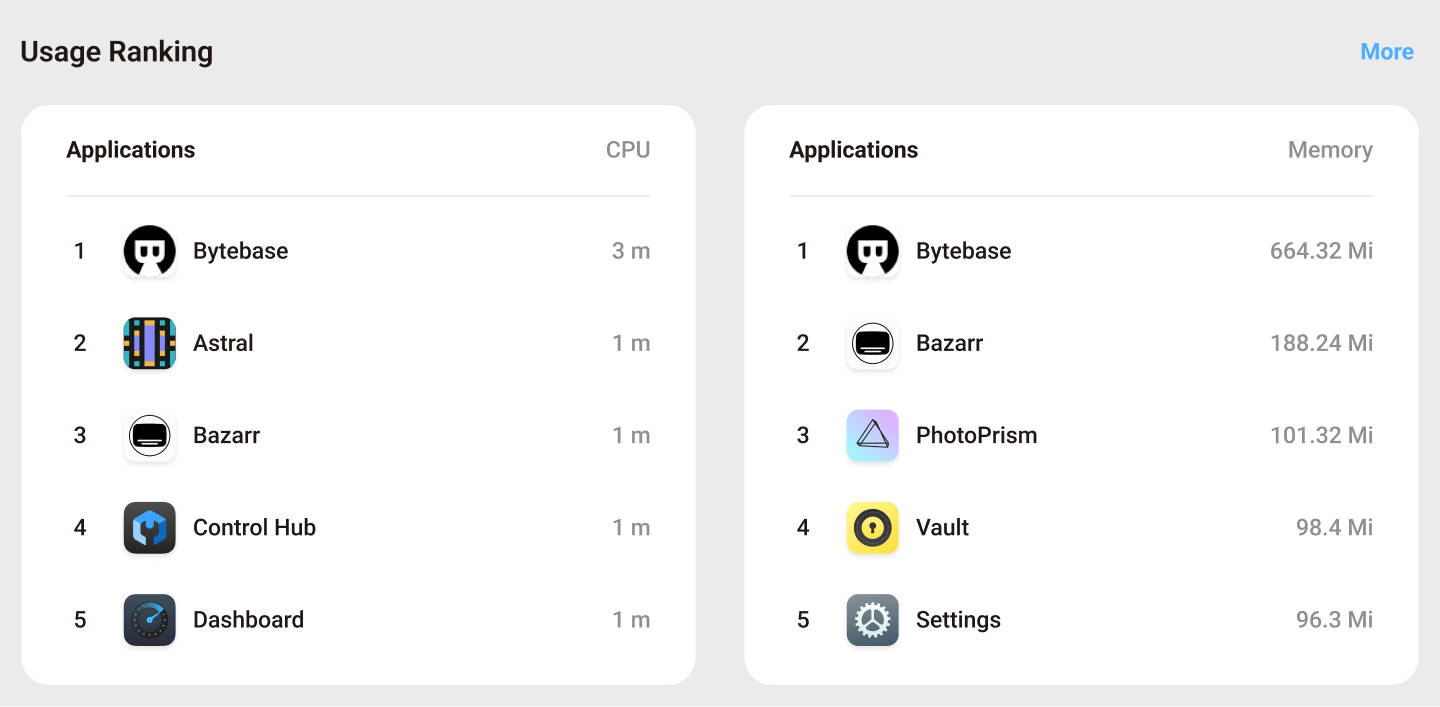 Usage Ranking
More
Applications CPU
1 Bytebase 3 m
2 Astral 1 m
3 Bazarr 1 m
4 Control Hub 1 m
5 Dashboard 1 m
Applications Memory
1 Bytebase 664.32 Mi
2 Bazarr 188.24 Mi
3 PhotoPrism 101.32 Mi
4 Vault 98.4 Mi
5 Settings 96.3 Mi